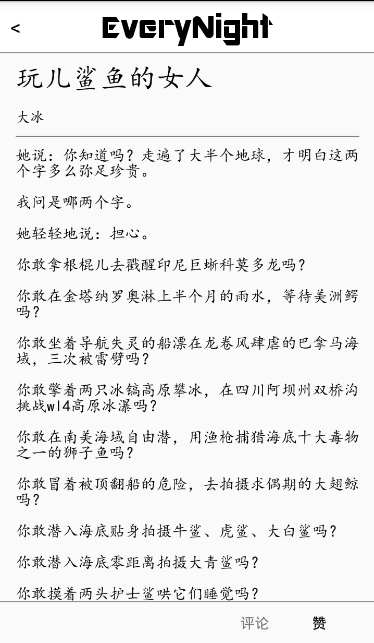 <
EveryNight
玩儿鲨鱼的女人
大冰
她说：你知道吗？走遍了大半个地球，才明白这两
个字多么弥足珍贵。
我问是哪两个字。
她轻轻地说：担心。
你敢拿根棍儿去戳醒印尼巨蜥科莫多龙吗？
你敢在金塔纳罗奥淋上半个月的雨水，等待美洲鳄
吗？
你敢坐着导航失灵的船漂在龙卷风肆虐的巴拿马海
域，三次被雷劈吗？
你敢擎着两只冰镐高原攀冰，在四川阿坝州双桥沟
挑战wl4高原冰瀑吗？
你敢在南美海域自由潜，用渔枪捕猎海底十大毒物
之一的狮子鱼吗？
你敢冒着被顶翻船的危险，去拍摄求偶期的大翅鲸
吗？
你敢潜入海底贴身拍摄牛鲨、虎鲨、大白鲨吗？
你敢潜入海底零距离拍摄大青鲨吗？
你敢摸着两头护士鲨哄它们睡觉吗？
评论 赞